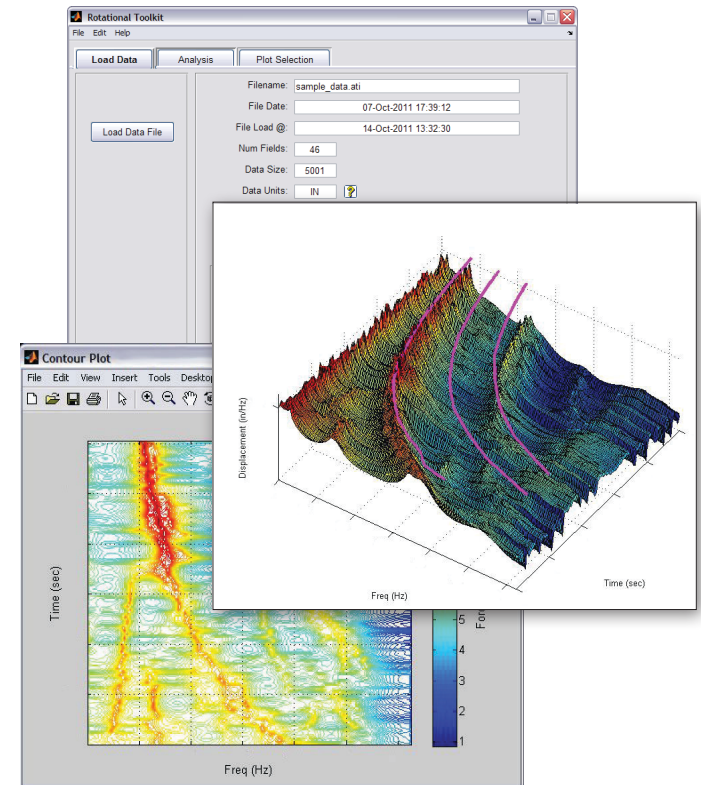 Rotational Toolkit
File Edit Help
Load Data Analysis Plot Selection
Filename: sample_data.ati
File Date: 07-Oct-2011 17:39:12
Load Data File
File Load @: 14-Oct-2011 13:32:30
Num Fields: 46
Data Size: 5001
Data Units: IN ?
Displacement (in/Hz)
Freq (Hz)
Time (sec)
Contour Plot
File Edit View Insert Tools
Time (sec)
Freq (Hz)
5
4
3
2
1